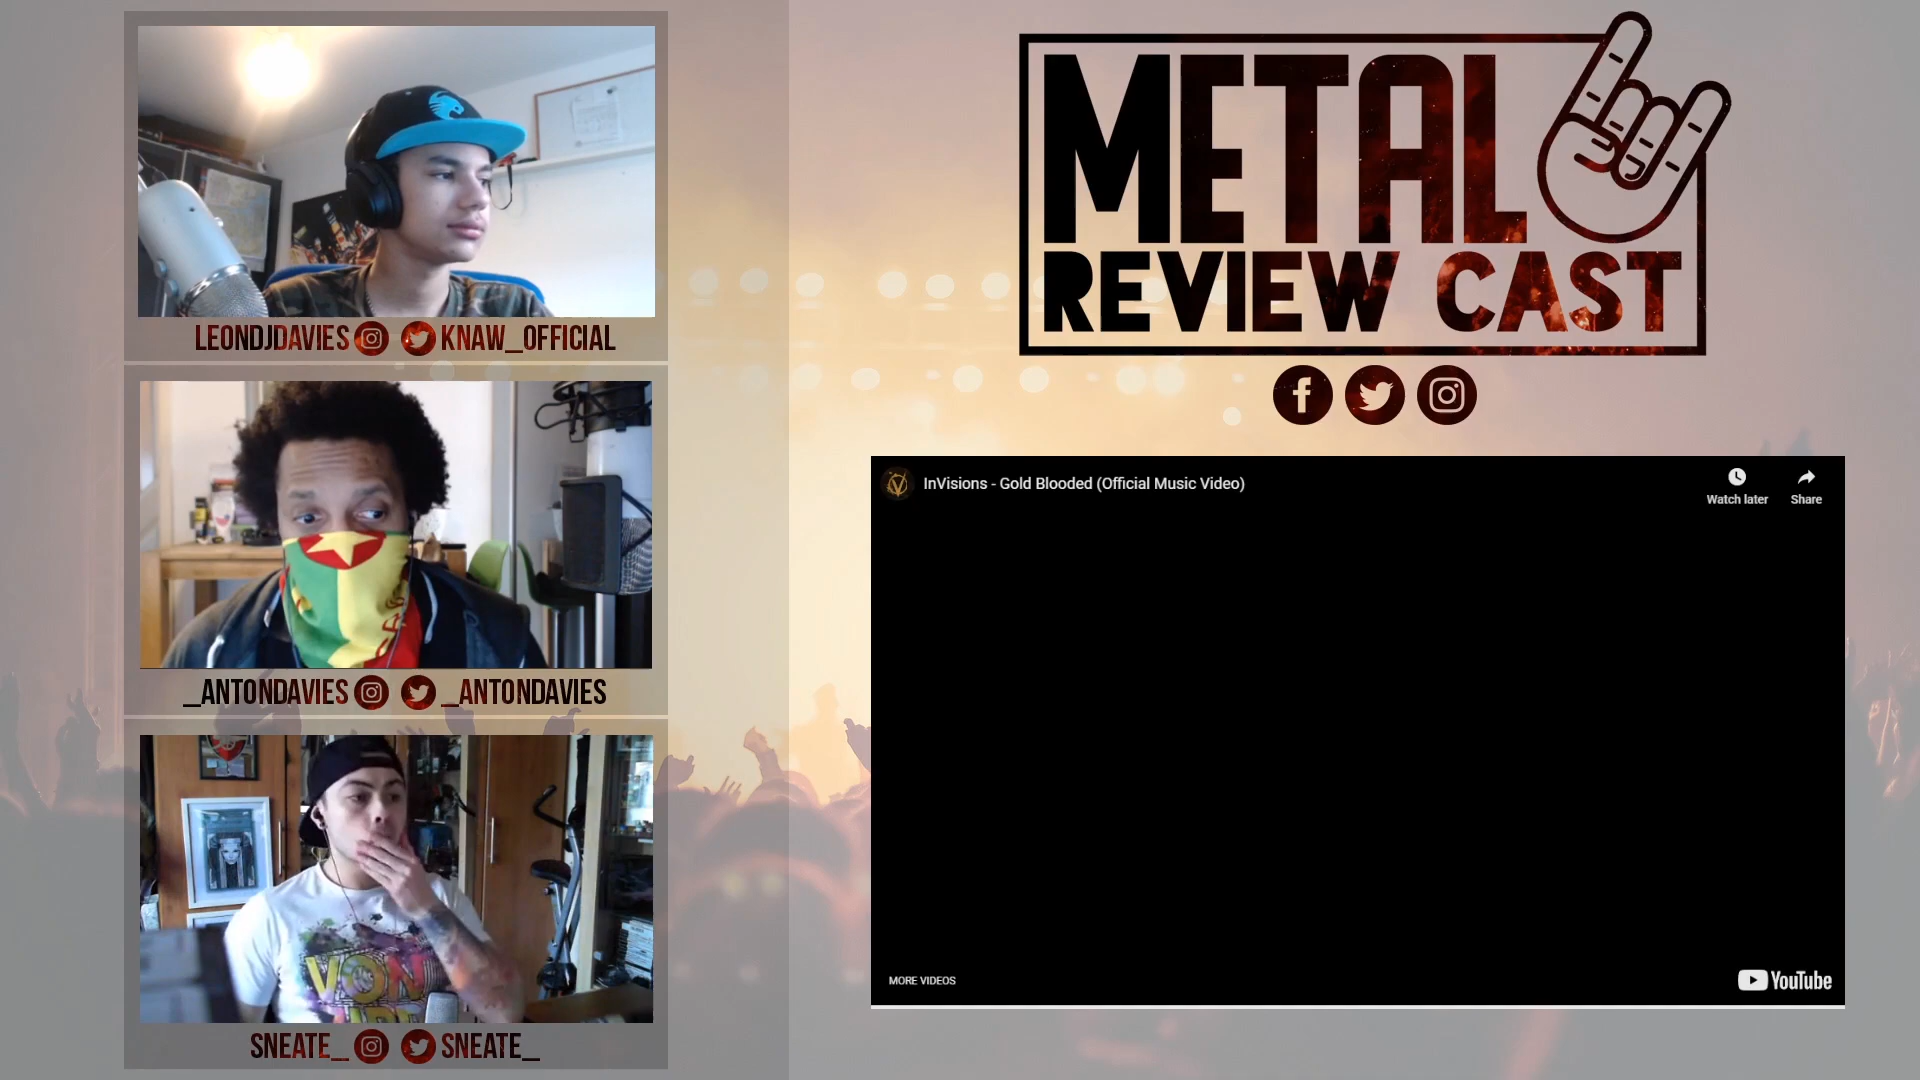 LEONDJDAVIES KNAW_OFFICIAL
_ANTONDAVIES _ANTONDAVIES
VON
SNEATE_ SNEATE_
METAL
REVIEW CAST
InVisions - Gold Blooded (Official Music Video)
Watch later Share
MORE VIDEOS
YouTube